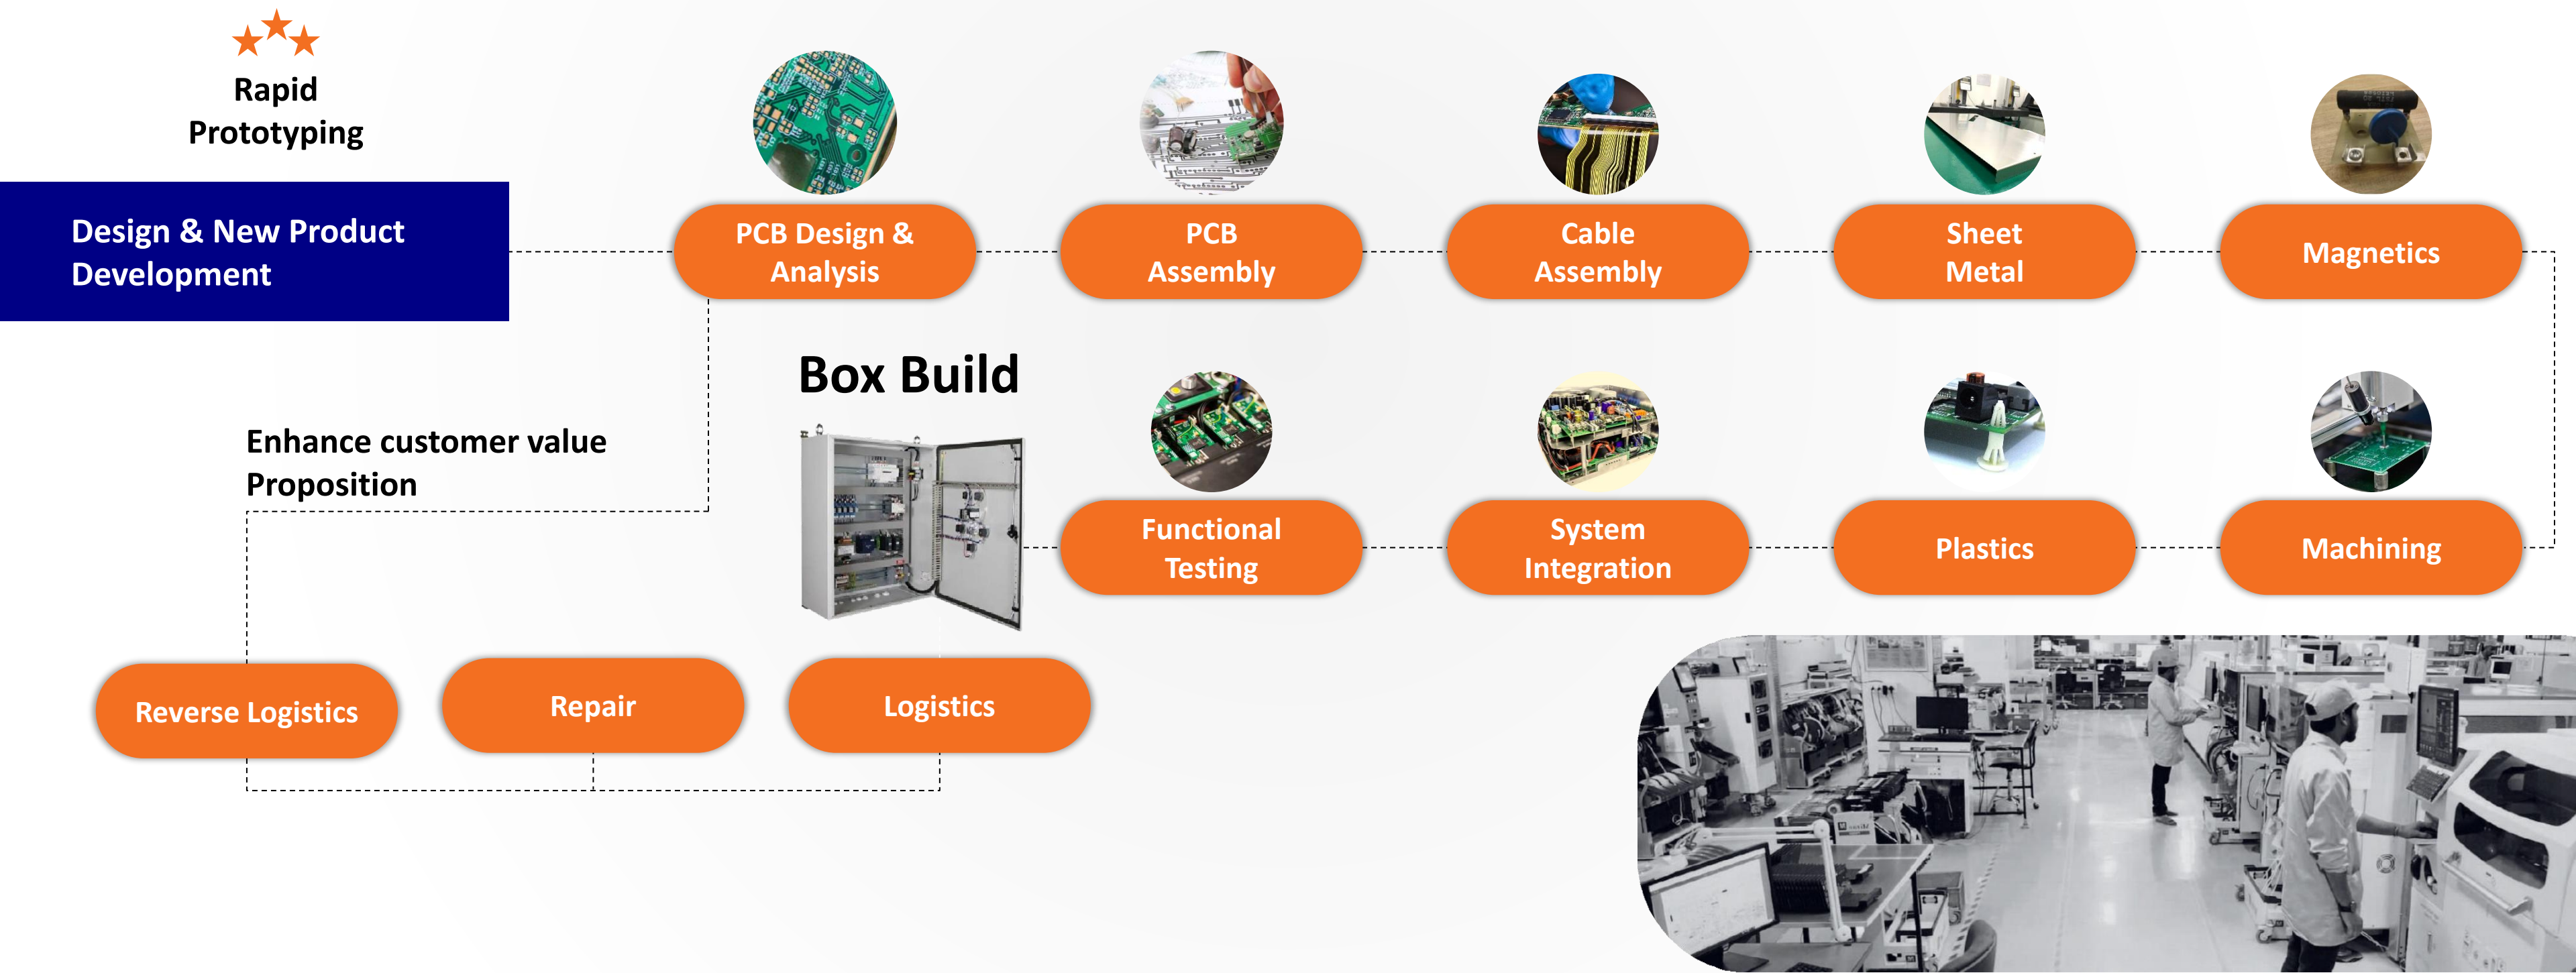 Rapid
Prototyping
Design & New Product
Development
PCB Design &
Analysis
PCB
Assembly
Cable
Assembly
Sheet
Metal
Magnetics
Box Build
Enhance customer value
Proposition
Functional
Testing
System
Integration
Plastics
Machining
Reverse Logistics
Repair
Logistics